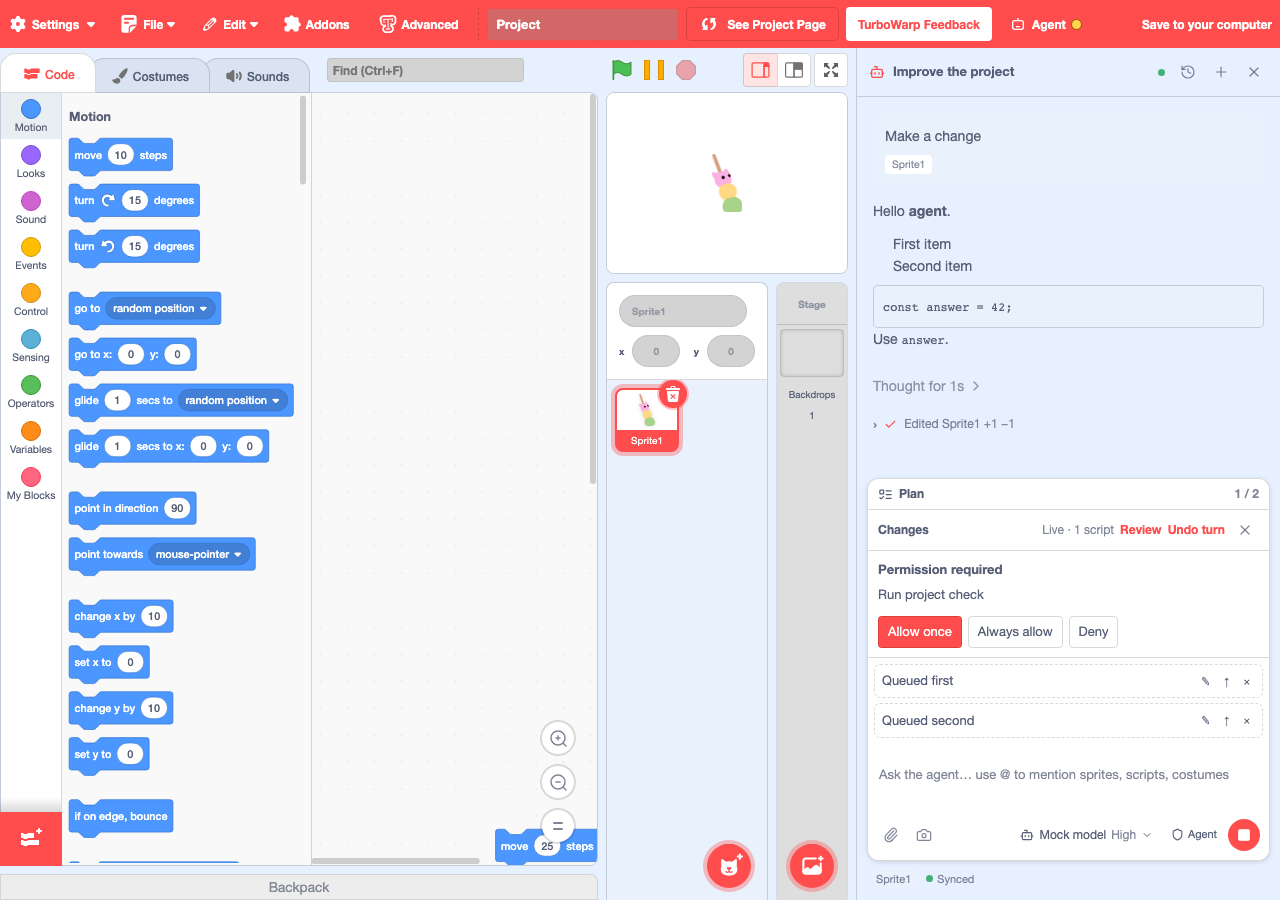 Settings File Edit Addons Advanced Project See Project Page TurboWarp Feedback Agent Save to your computer
Code Costumes Sounds Find (Ctrl+F)
Motion
Looks
Sound
Events
Control
Sensing
Operators
Variables
My Blocks
Motion
move 10 steps
turn 15 degrees
turn 15 degrees
go to random position
go to x: 0 y: 0
glide 1 secs to random position
glide 1 secs to x: 0 y: 0
point in direction 90
point towards mouse-pointer
change x by 10
set x to 0
change y by 10
set y to 0
if on edge, bounce
move 25 steps
Backpack
Sprite1
x 0 y 0
Sprite1
Stage
Backdrops
1
Improve the project
Make a change
Sprite1
Hello agent.
First item
Second item
const answer = 42;
Use answer.
Thought for 1s
Edited Sprite1 +1 −1
Plan 1 / 2
Changes Live · 1 script Review Undo turn
Permission required
Run project check
Allow once Always allow Deny
Queued first
Queued second
Ask the agent… use @ to mention sprites, scripts, costumes
Mock model High Agent
Sprite1 Synced